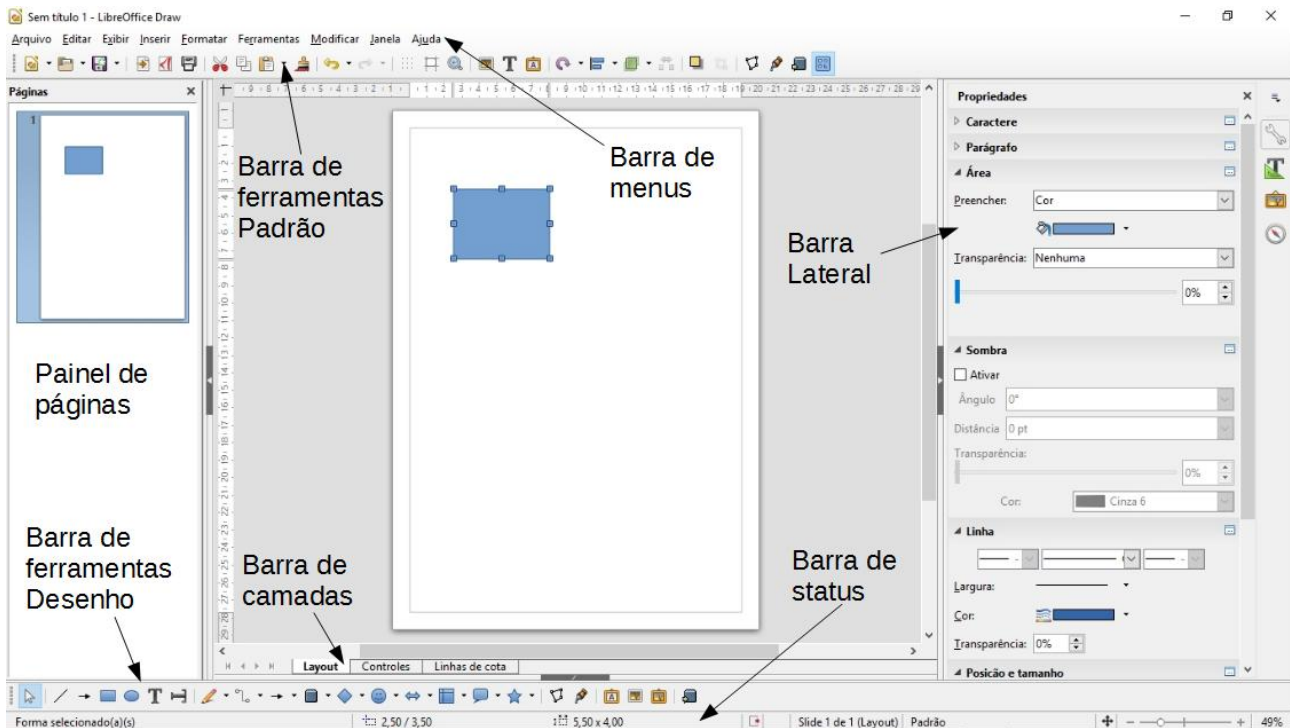 Sem título 1 - LibreOffice Draw
Arquivo Editar Exibir Inserir Formatar Ferramentas Modificar Janela Ajuda
Páginas
1
Barra de
ferramentas
Padrão
Barra de
menus
Barra
Lateral
Painel de
páginas
Barra de
ferramentas
Desenho
Barra de
camadas
Barra de
status
Propriedades
Caractere
Parágrafo
Área
Preencher: Cor
Transparência: Nenhuma
0%
Sombra
Ativar
Ângulo 0°
Distância 0 pt
Transparência:
0%
Cor: Cinza 6
Linha
Largura:
Cor:
Transparência: 0%
Posição e tamanho
Layout Controles Linhas de cota
Forma selecionado(a)(s) 2,50 / 3,50 5,50 x 4,00 Slide 1 de 1 (Layout) Padrão 49%